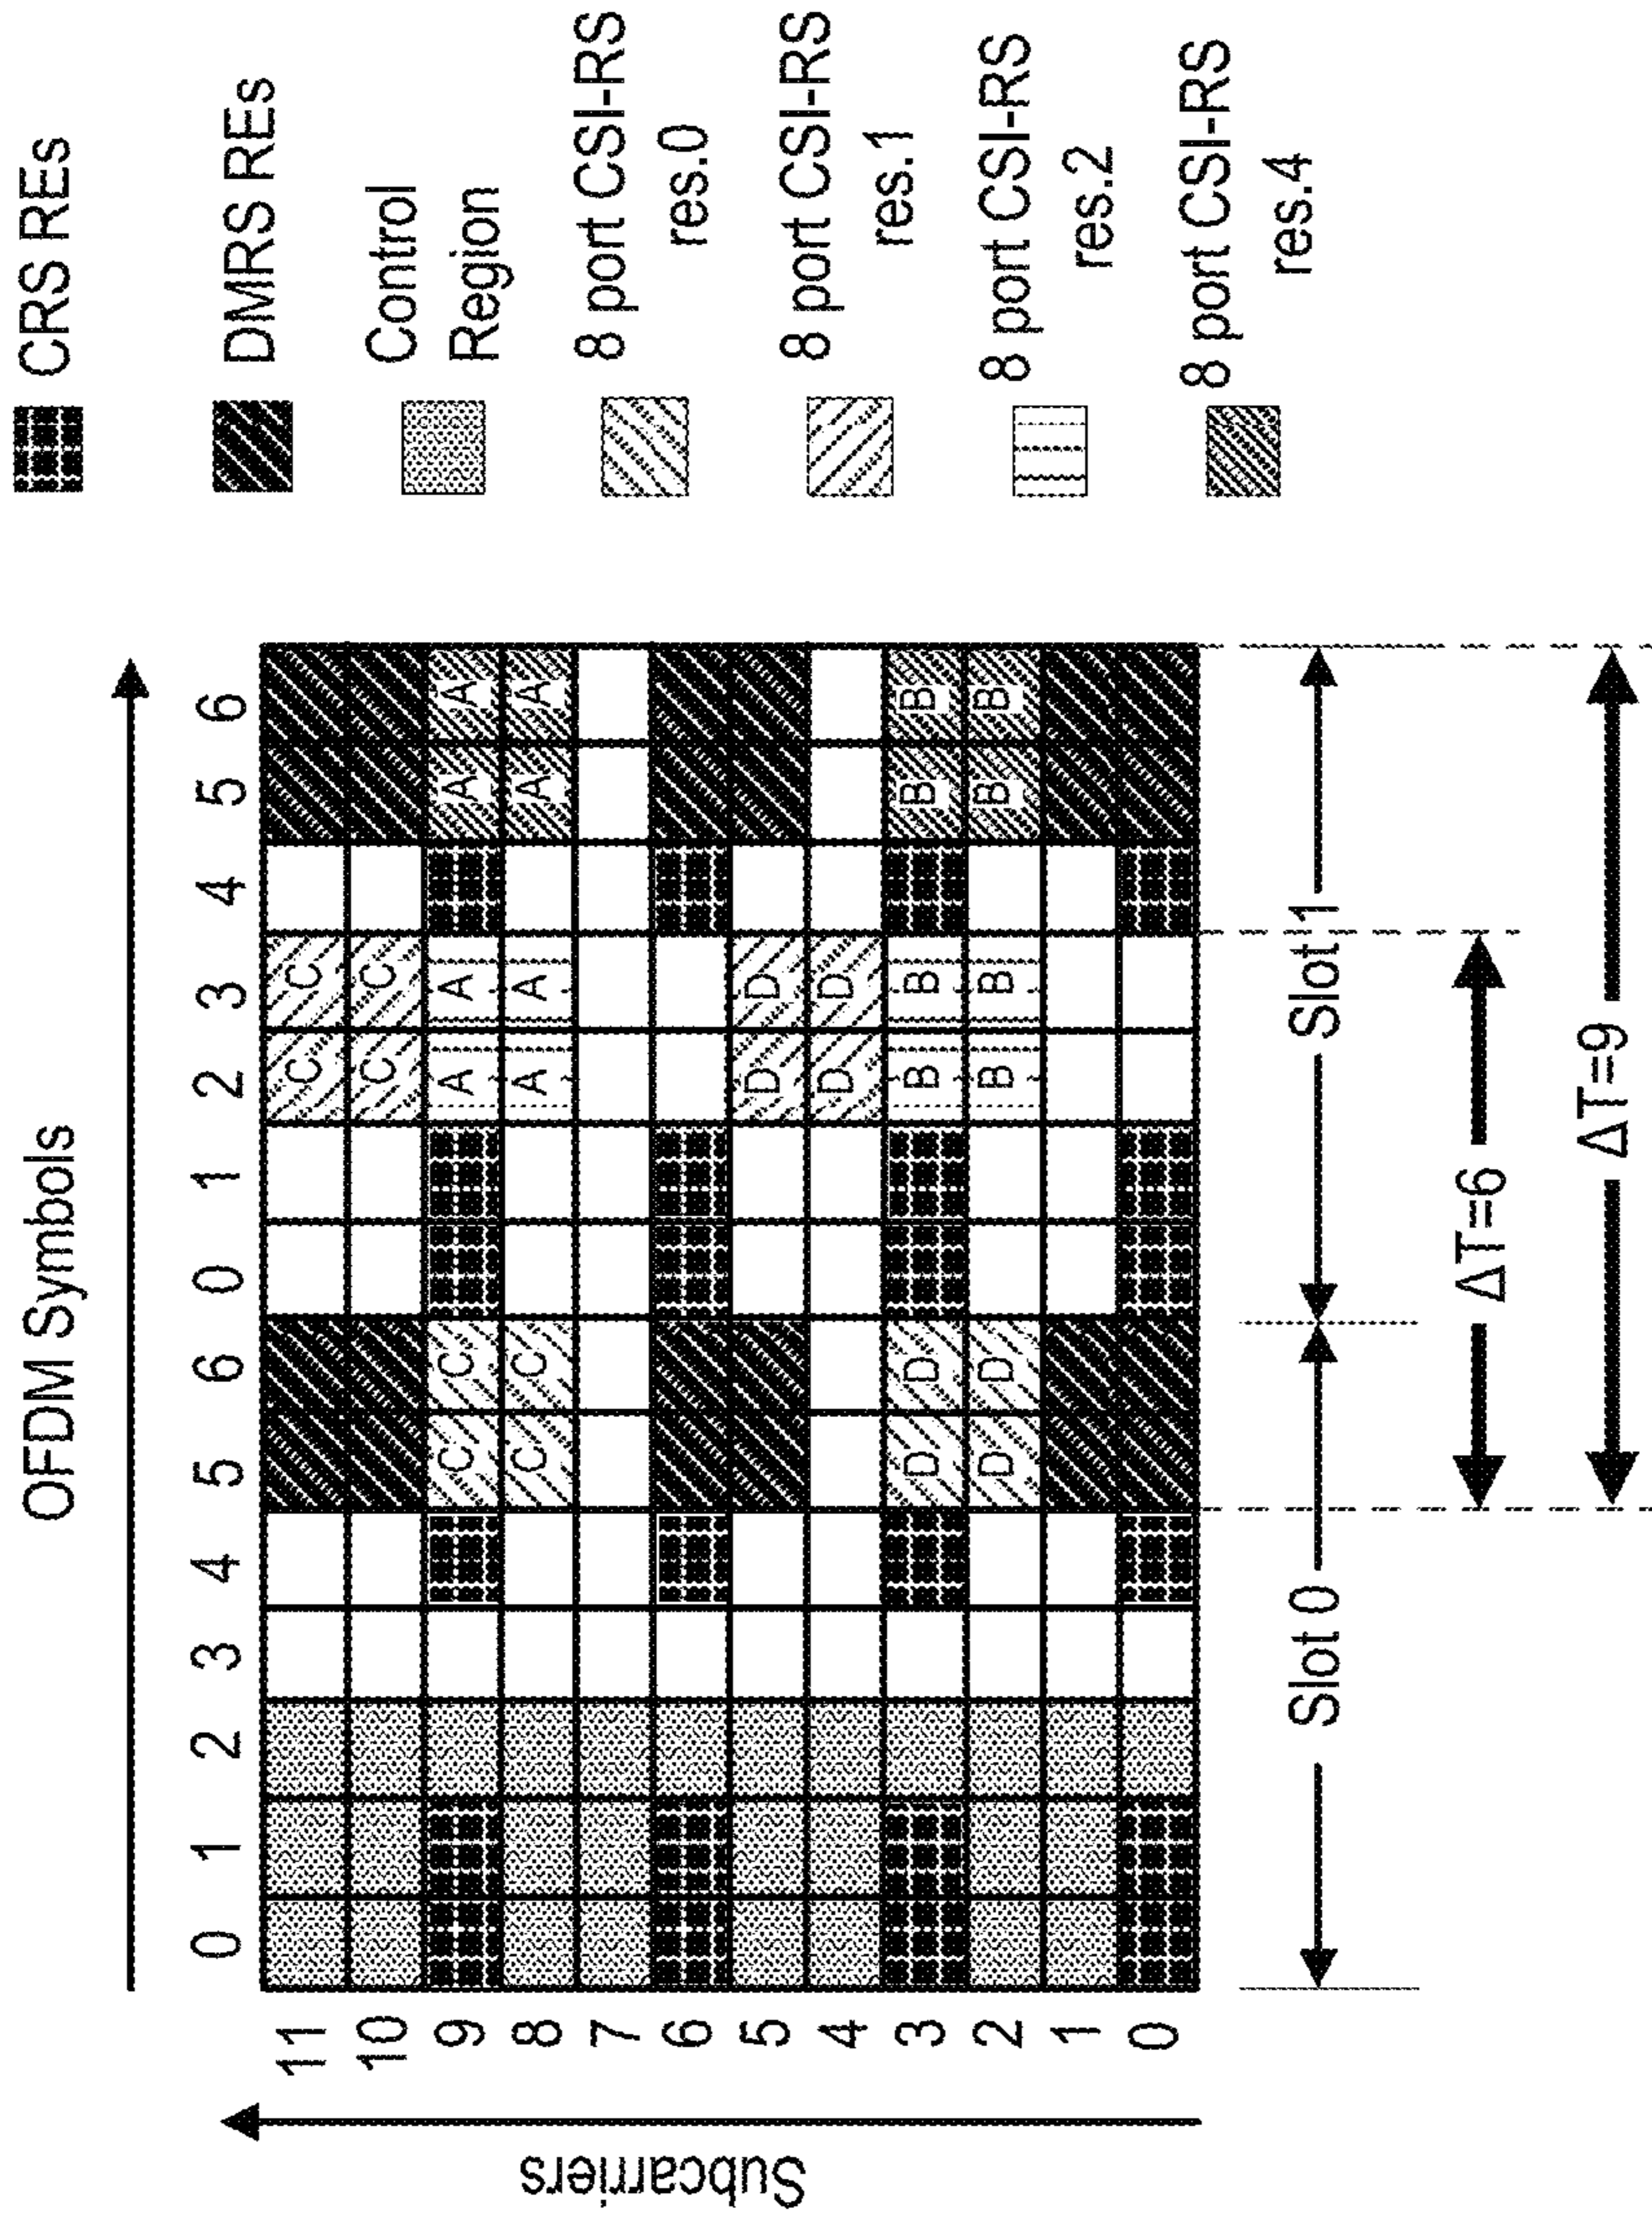 OFDM Symbols
0 1 2 3 4 5 6 0 1 2 3 4 5 6
Subcarriers
11 C C
10 C C
9 C C A A A A
8 C C A A A A
7
6
5 D D
4 D D
3 D D B B B B
2 D D B B B B
1
0
Slot 0
Slot 1
ΔT=6
ΔT=9
CRS REs
DMRS REs
Control
Region
8 port CSI-RS
res.0
8 port CSI-RS
res.1
8 port CSI-RS
res.2
8 port CSI-RS
res.4